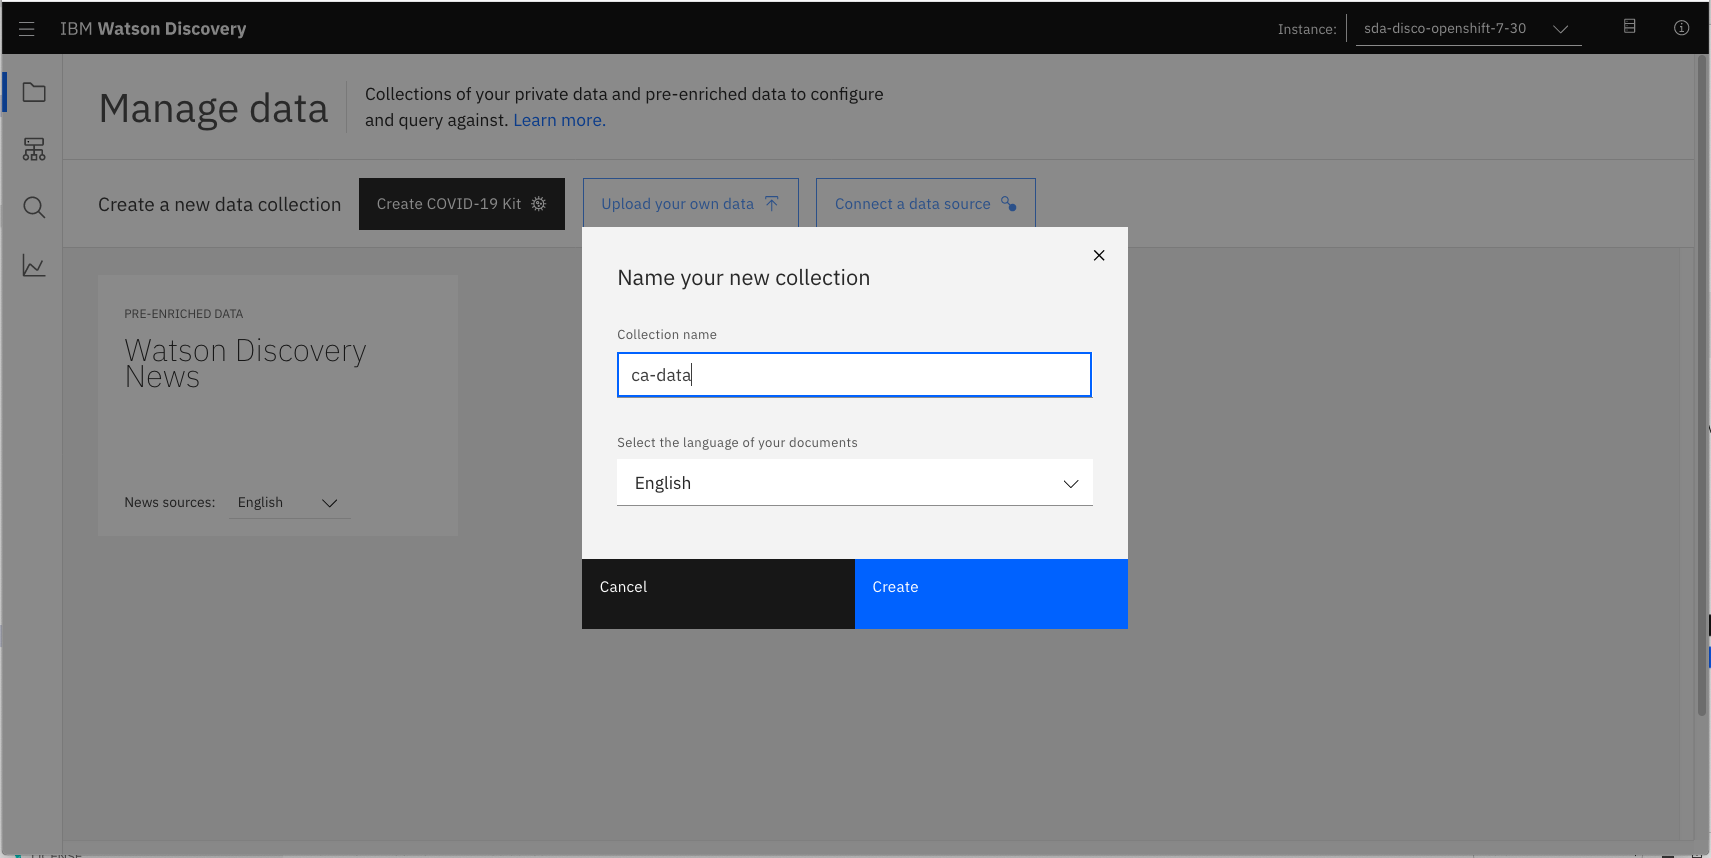 IBM Watson Discovery
Instance: sda-disco-openshift-7-30
Manage data
Collections of your private data and pre-enriched data to configure
and query against. Learn more.
Create a new data collection
Create COVID-19 Kit
Upload your own data
Connect a data source
PRE-ENRICHED DATA
Watson Discovery
News
News sources: English
Name your new collection
Collection name
ca-data
Select the language of your documents
English
Cancel
Create